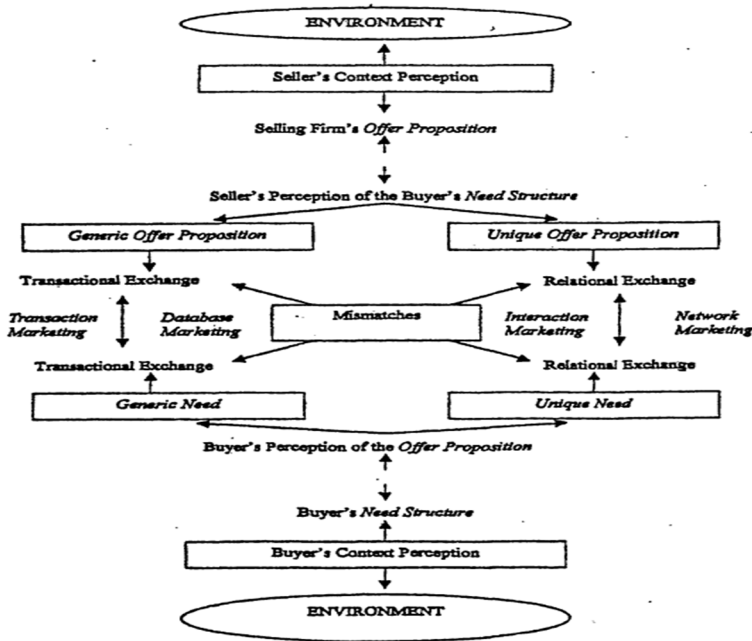 ENVIRONMENT
Seller's Context Perception
Selling Firm's Offer Proposition
Seller's Perception of the Buyer's Need Structure
Generic Offer Proposition
Unique Offer Proposition
Transactional Exchange
Relational Exchange
Transaction
Marketing
Database
Marketing
Mismatches
Interaction
Marketing
Network
Marketing
Transactional Exchange
Relational Exchange
Generic Need
Unique Need
Buyer's Perception of the Offer Proposition
Buyer's Need Structure
Buyer's Context Perception
ENVIRONMENT